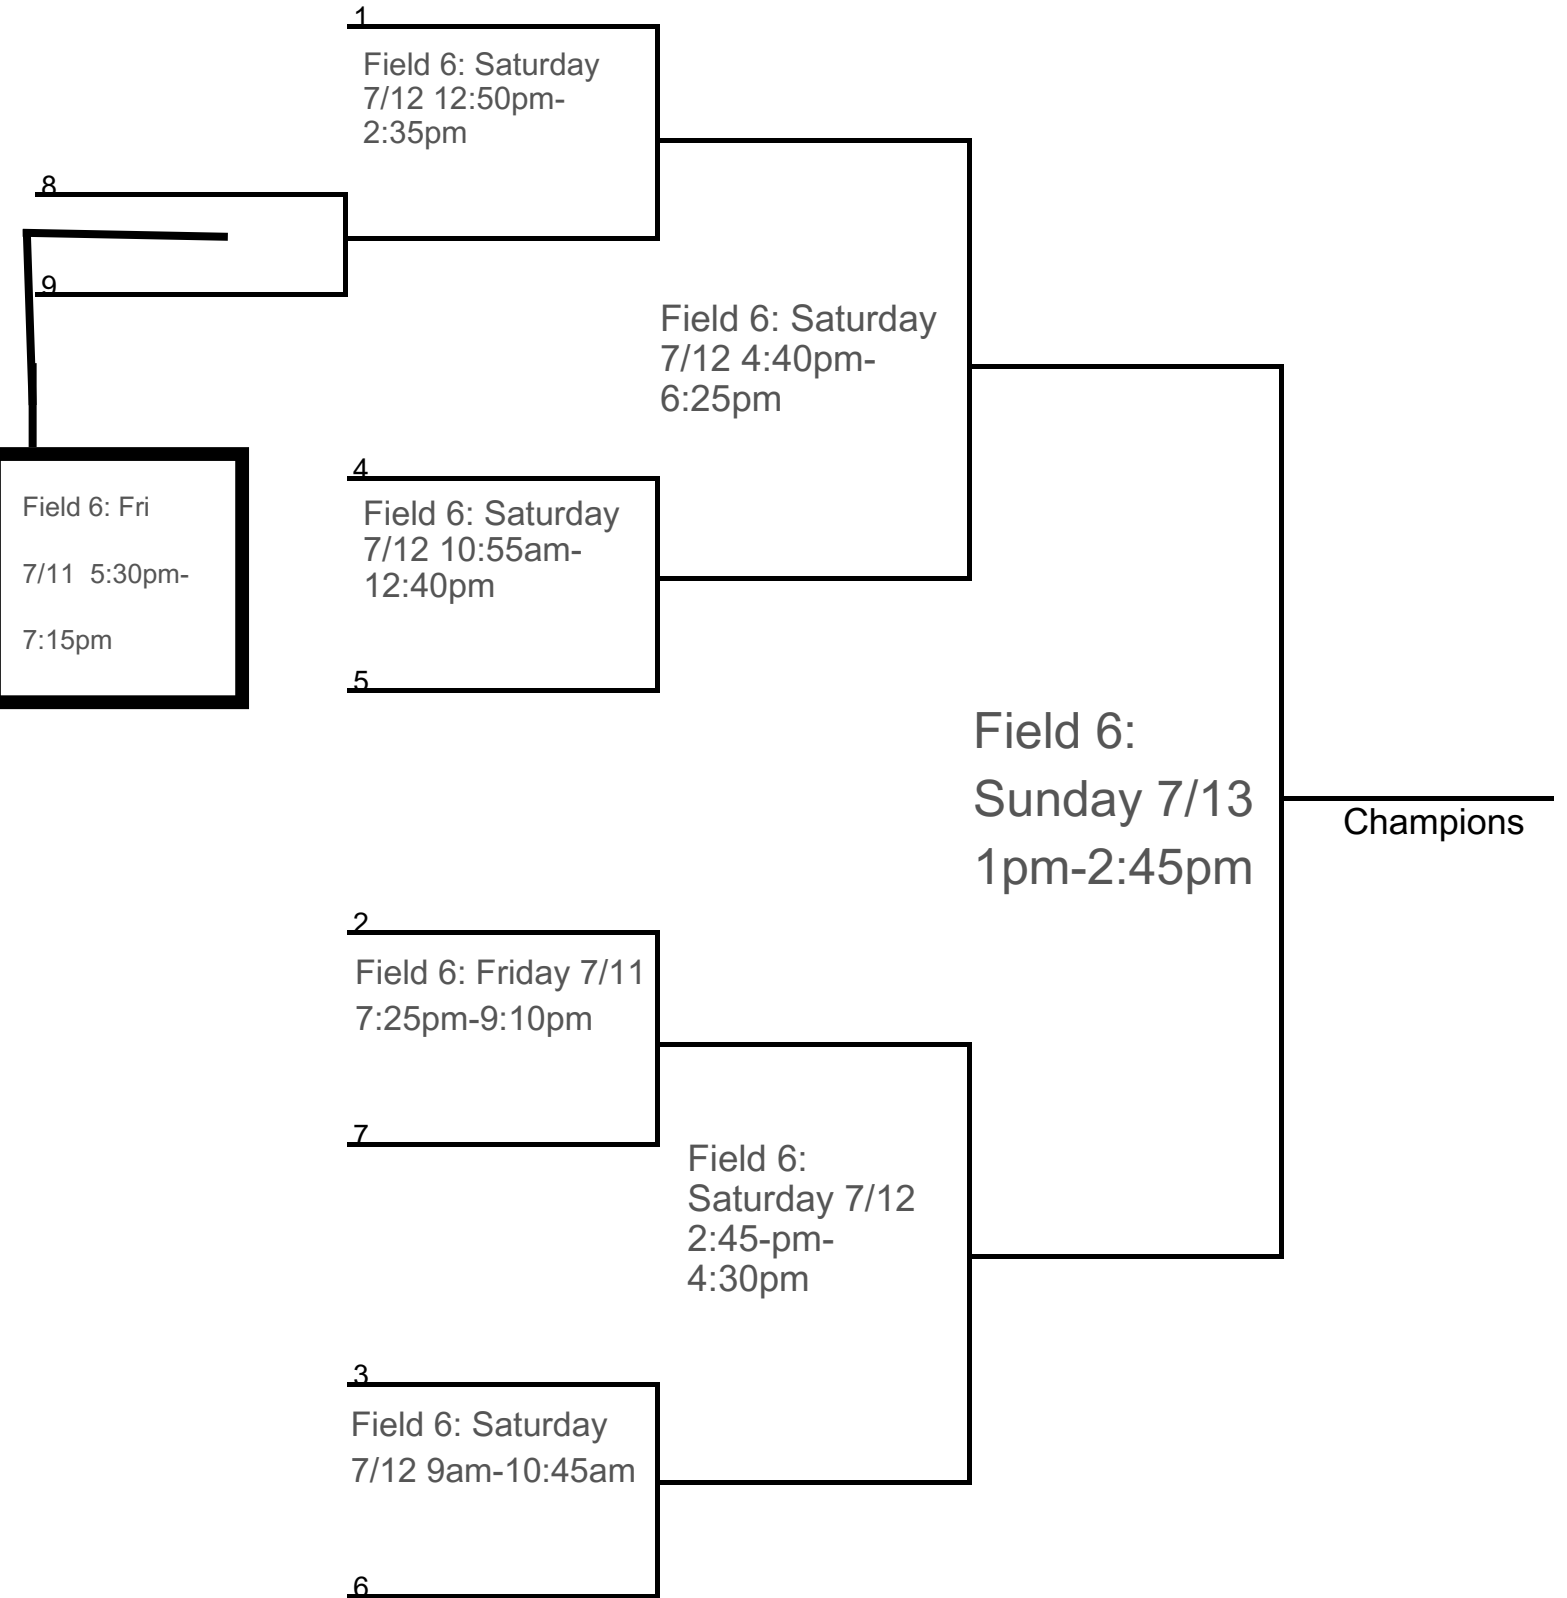 1
Field 6: Saturday
7/12 12:50pm-
2:35pm
8
9
Field 6: Saturday
7/12 4:40pm-
6:25pm
4
Field 6: Saturday
7/12 10:55am-
12:40pm
5
Field 6: Fri
7/11  5:30pm-
7:15pm
Field 6:
Sunday 7/13
1pm-2:45pm
Champions
2
Field 6: Friday 7/11
7:25pm-9:10pm
7
Field 6:
Saturday 7/12
2:45-pm-
4:30pm
3
Field 6: Saturday
7/12 9am-10:45am
6